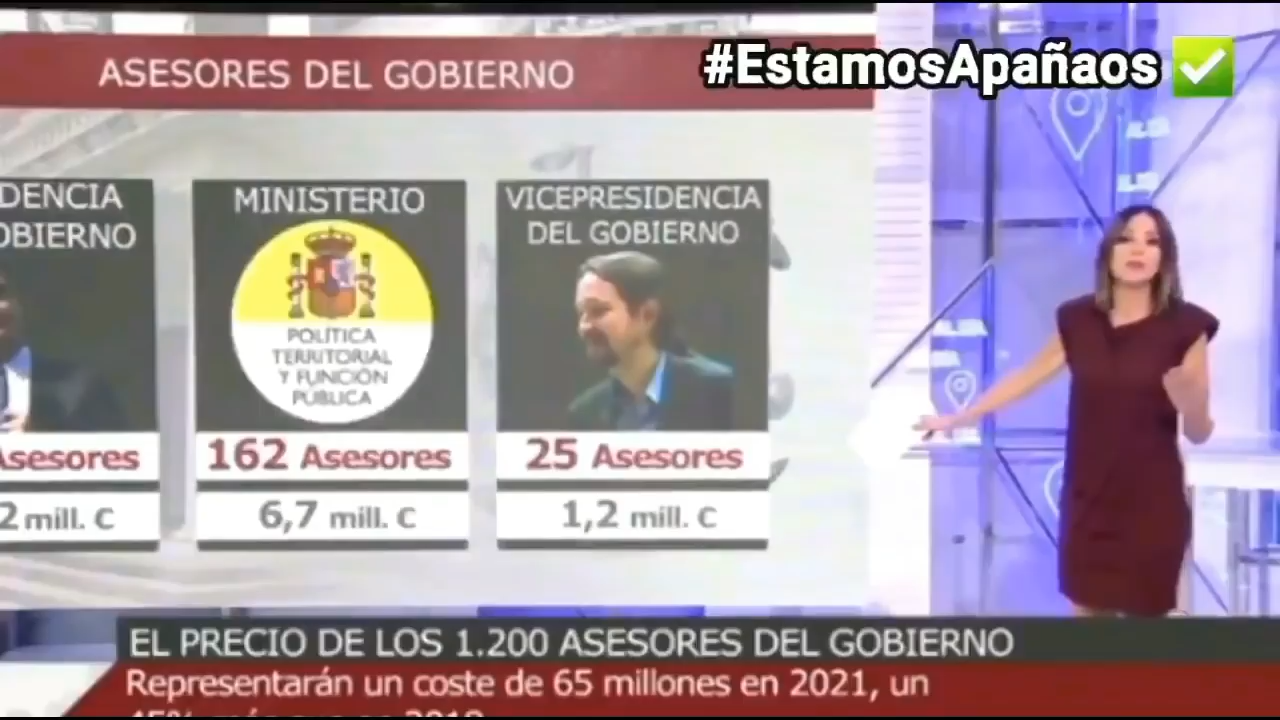 ASESORES DEL GOBIERNO
#EstamosApañaos
DENCIA
OBIERNO
Asesores
2 mill. C
MINISTERIO
POLÍTICA
TERRITORIAL
Y FUNCIÓN
PÚBLICA
162 Asesores
6,7 mill. C
VICEPRESIDENCIA
DEL GOBIERNO
25 Asesores
1,2 mill. C
EL PRECIO DE LOS 1.200 ASESORES DEL GOBIERNO
Representarán un coste de 65 millones en 2021, un